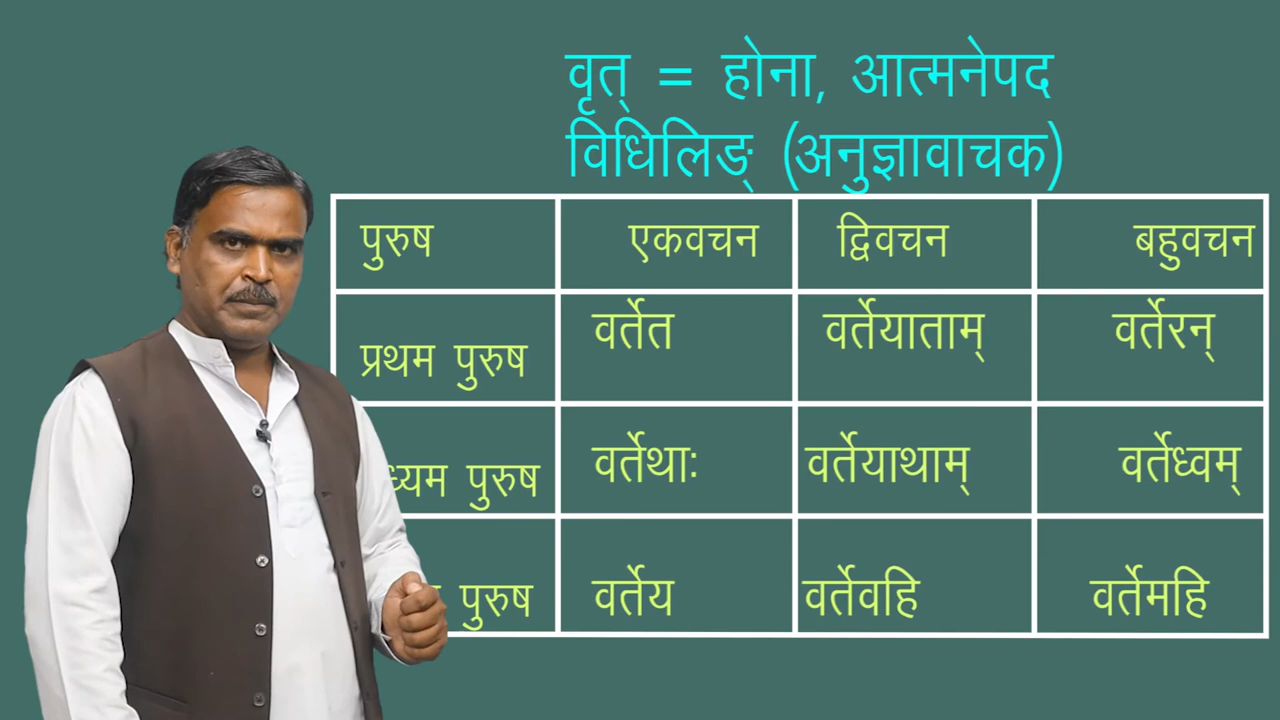 वृत् = होना, आत्मनेपद
विधिलिङ् (अनुज्ञावाचक)
पुरुष एकवचन द्विवचन बहुवचन
प्रथम पुरुष वर्तेत वर्तेयाताम् वर्तेरन्
पुरुष वर्तेथाः वर्तेयाथाम् वर्तेध्वम्
पुरुष वर्तेय वर्तेवहि वर्तेमहि